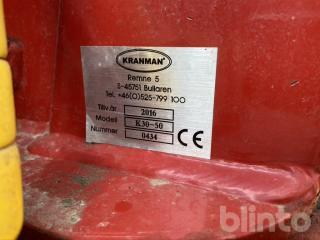 KRANMAN®
Remne 5
S-45751 Bullaren
Tel. +46(0)525-799 100
Tillv.år 2016
Modell K30-50
Nummer 0434
CE
blinto